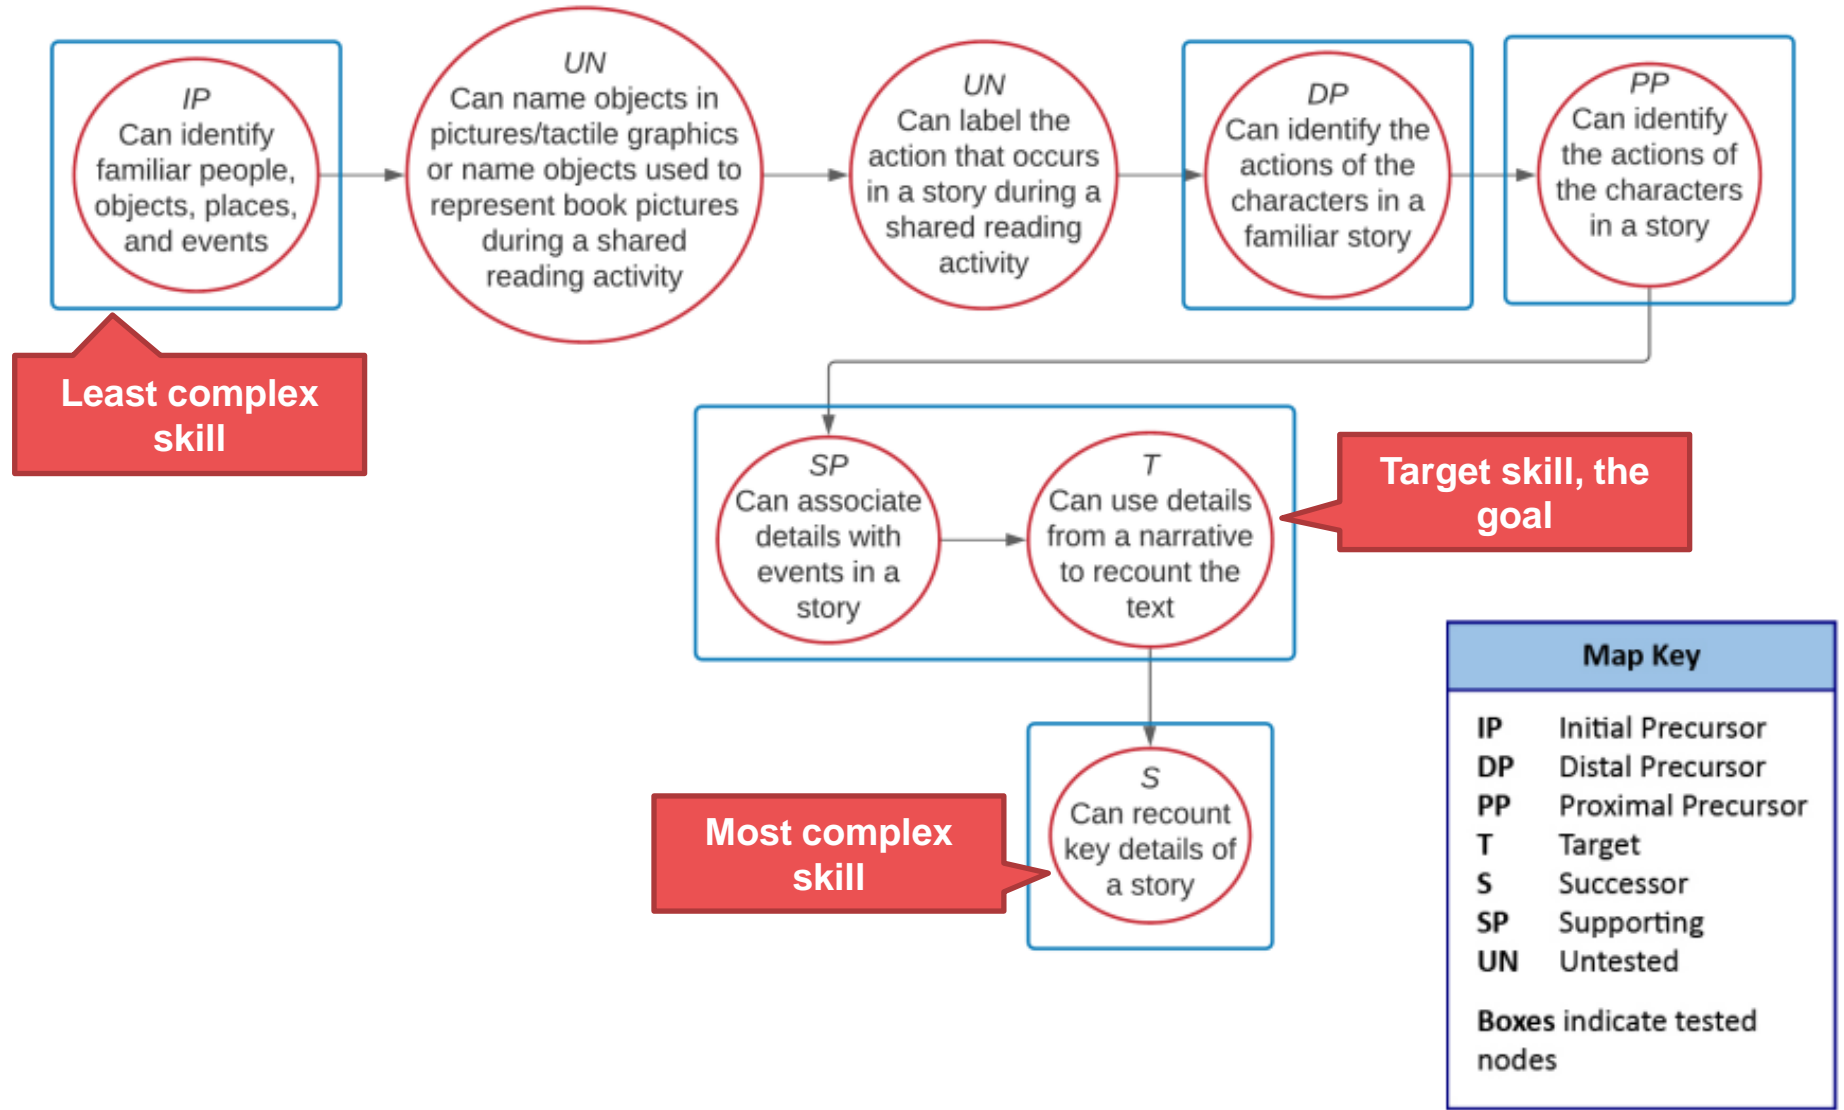 IP
Can identify
familiar people,
objects, places,
and events
UN
Can name objects in
pictures/tactile graphics
or name objects used to
represent book pictures
during a shared
reading activity
UN
Can label the
action that occurs
in a story during a
shared reading
activity
DP
Can identify the
actions of the
characters in a
familiar story
PP
Can identify
the actions of
the characters
in a story
Least complex
skill
SP
Can associate
details with
events in a
story
T
Can use details
from a narrative
to recount the
text
Target skill, the
goal
S
Can recount
key details of
a story
Most complex
skill
Map Key
IP Initial Precursor
DP Distal Precursor
PP Proximal Precursor
T Target
S Successor
SP Supporting
UN Untested
Boxes indicate tested
nodes